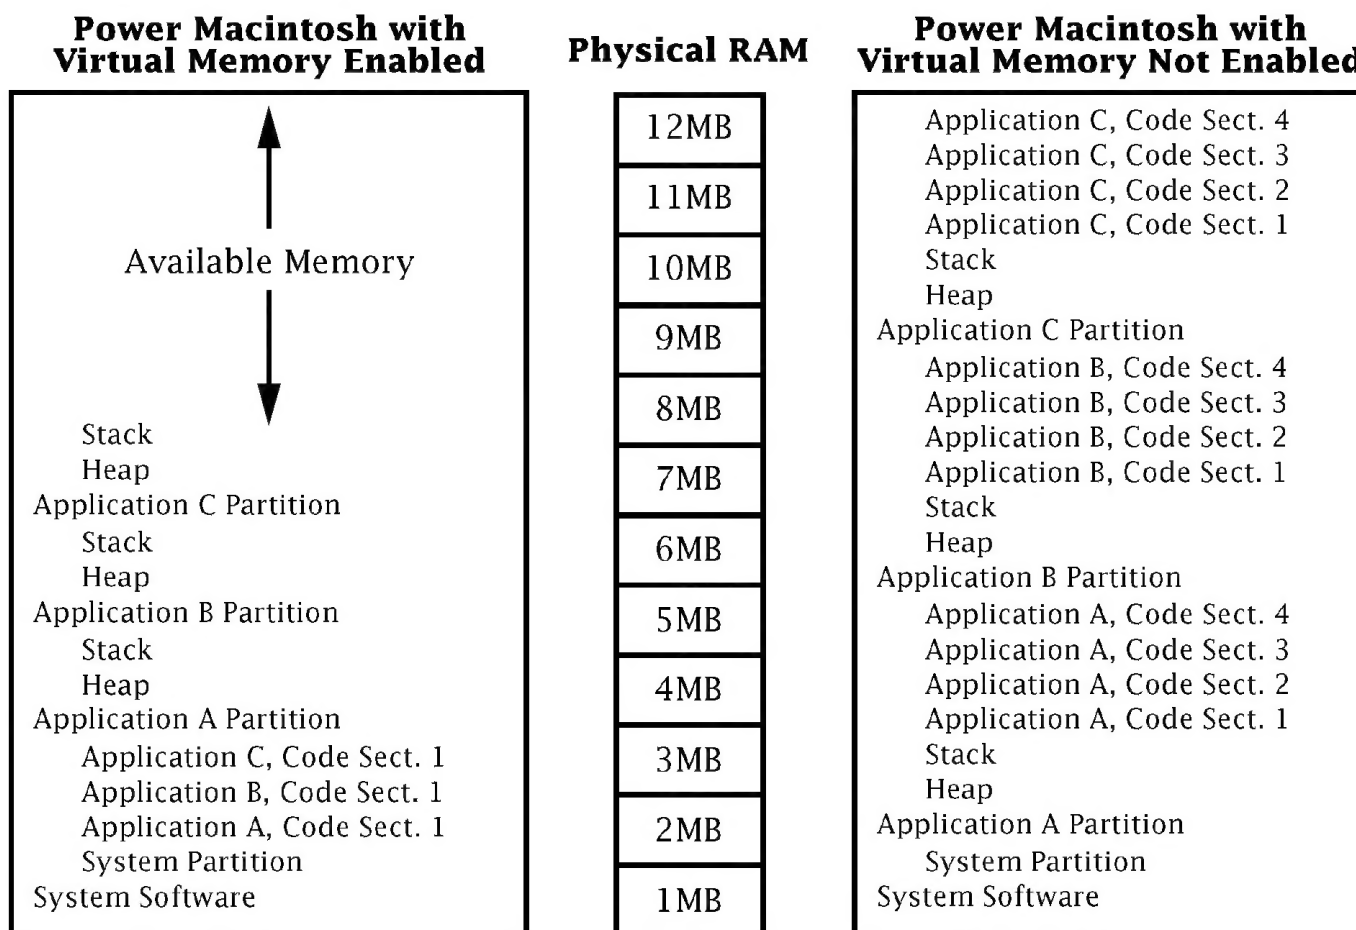 Power Macintosh with
Virtual Memory Enabled
Available Memory
Stack
Heap
Application C Partition
Stack
Heap
Application B Partition
Stack
Heap
Application A Partition
Application C, Code Sect. 1
Application B, Code Sect. 1
Application A, Code Sect. 1
System Partition
System Software
Physical RAM
12MB
11MB
10MB
9MB
8MB
7MB
6MB
5MB
4MB
3MB
2MB
1MB
Power Macintosh with
Virtual Memory Not Enabled
Application C, Code Sect. 4
Application C, Code Sect. 3
Application C, Code Sect. 2
Application C, Code Sect. 1
Stack
Heap
Application C Partition
Application B, Code Sect. 4
Application B, Code Sect. 3
Application B, Code Sect. 2
Application B, Code Sect. 1
Stack
Heap
Application B Partition
Application A, Code Sect. 4
Application A, Code Sect. 3
Application A, Code Sect. 2
Application A, Code Sect. 1
Stack
Heap
Application A Partition
System Partition
System Software